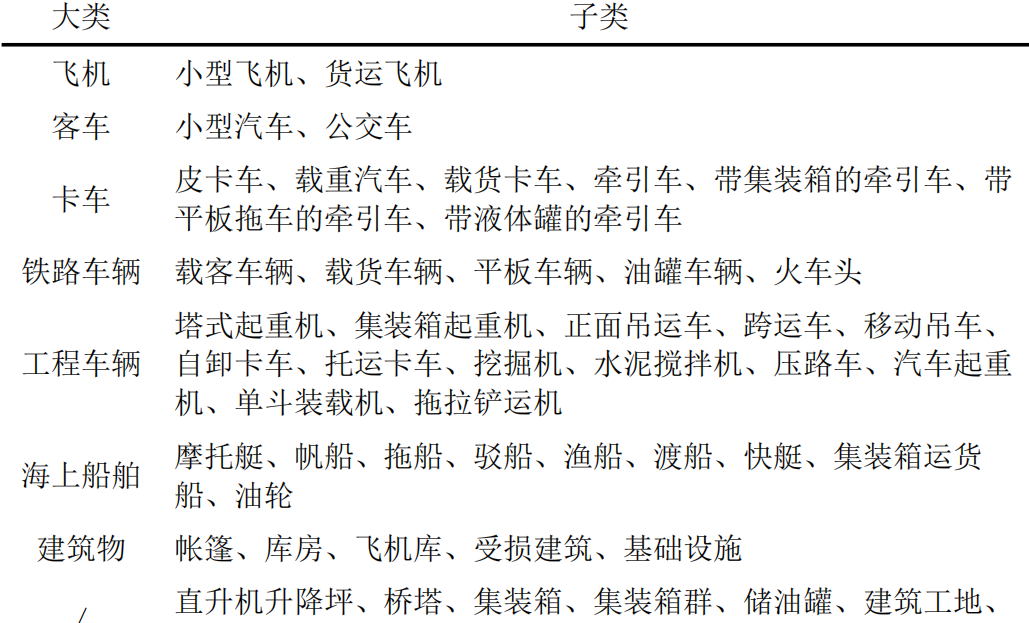 大类 子类
飞机 小型飞机、货运飞机
客车 小型汽车、公交车
卡车 皮卡车、载重汽车、载货卡车、牵引车、带集装箱的牵引车、带
平板拖车的牵引车、带液体罐的牵引车
铁路车辆 载客车辆、载货车辆、平板车辆、油罐车辆、火车头
塔式起重机、集装箱起重机、正面吊运车、跨运车、移动吊车、
工程车辆 自卸卡车、托运卡车、挖掘机、水泥搅拌机、压路车、汽车起重
机、单斗装载机、拖拉铲运机
海上船舶 摩托艇、帆船、拖船、驳船、渔船、渡船、快艇、集装箱运货
船、油轮
建筑物 帐篷、库房、飞机库、受损建筑、基础设施
/ 直升机升降坪、桥塔、集装箱、集装箱群、储油罐、建筑工地、